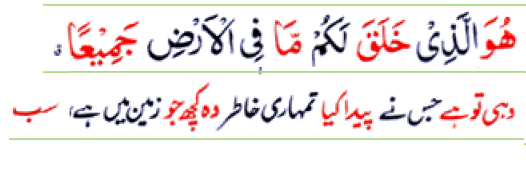 هُوَ الَّذِیْ خَلَقَ لَكُمْ مَّا فِی الْاَرْضِ جَمِیْعًا ۗ
وہی تو ہے جس نے پیدا کیا تمہاری خاطر وہ کچھ جو زمین میں ہے، سب